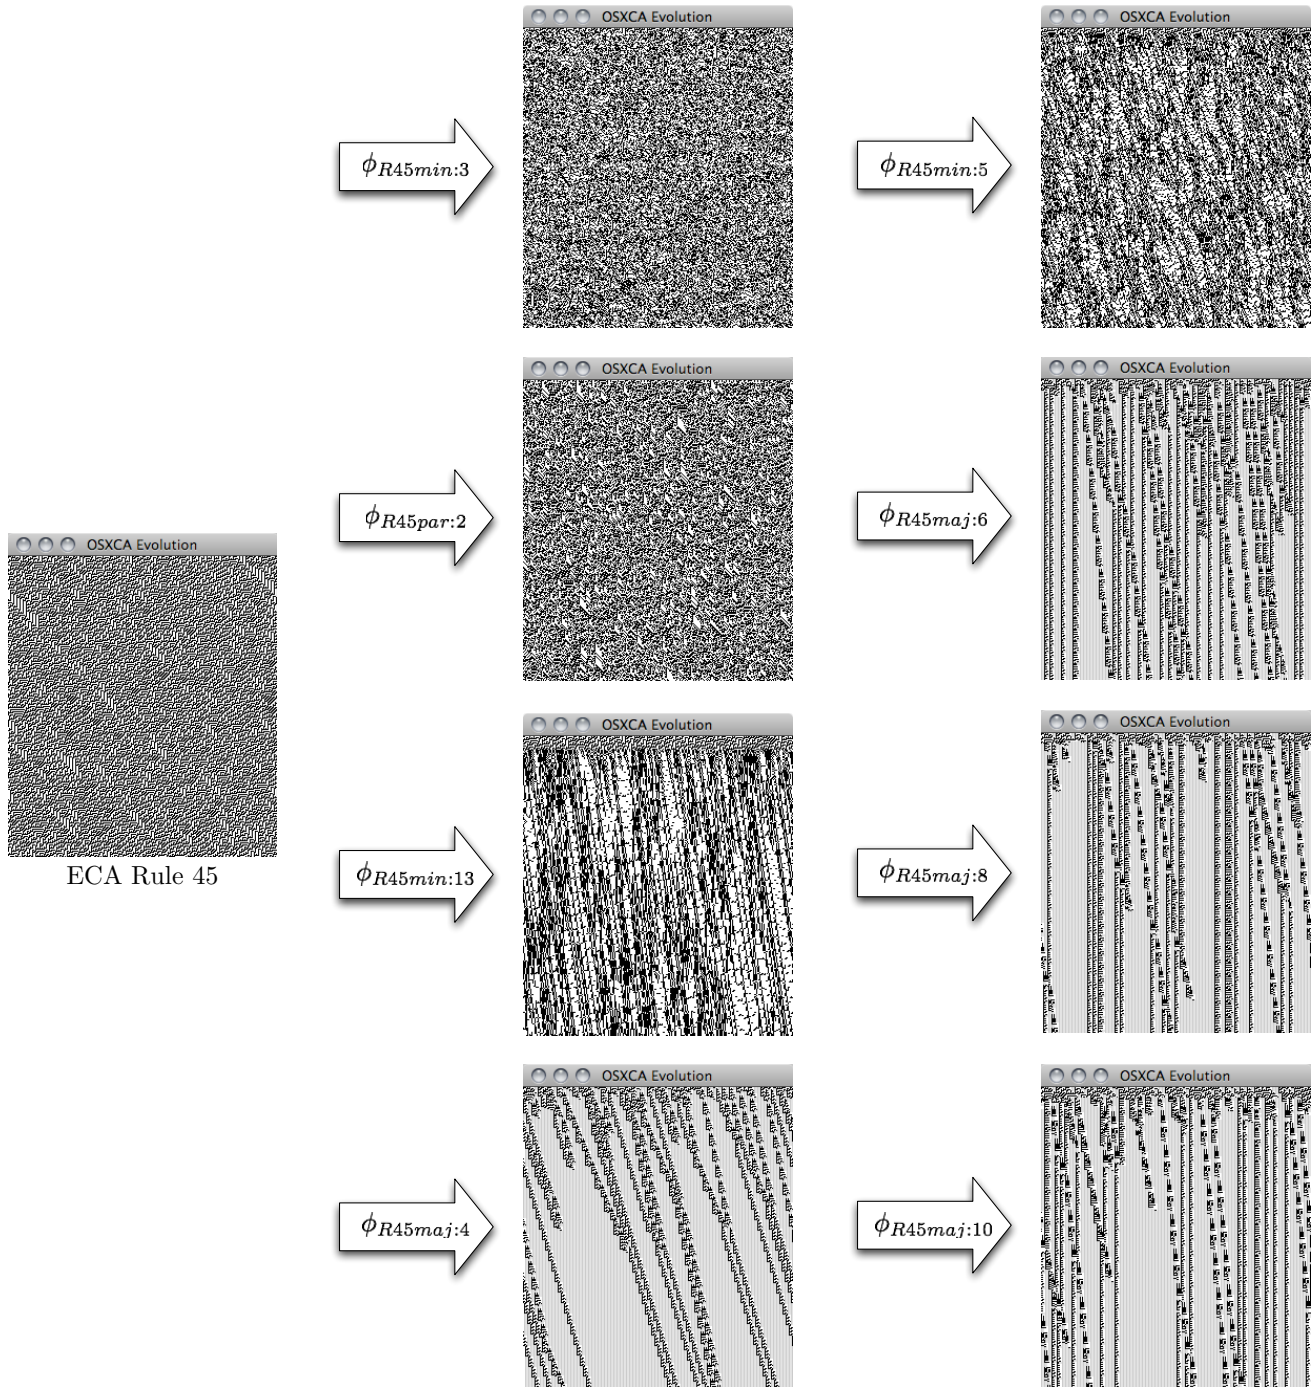 OSXCA Evolution
OSXCA Evolution
ϕR45min:3
ϕR45min:5
OSXCA Evolution
OSXCA Evolution
ϕR45par:2
ϕR45maj:6
OSXCA Evolution
ECA Rule 45
OSXCA Evolution
OSXCA Evolution
ϕR45min:13
ϕR45maj:8
OSXCA Evolution
OSXCA Evolution
ϕR45maj:4
ϕR45maj:10